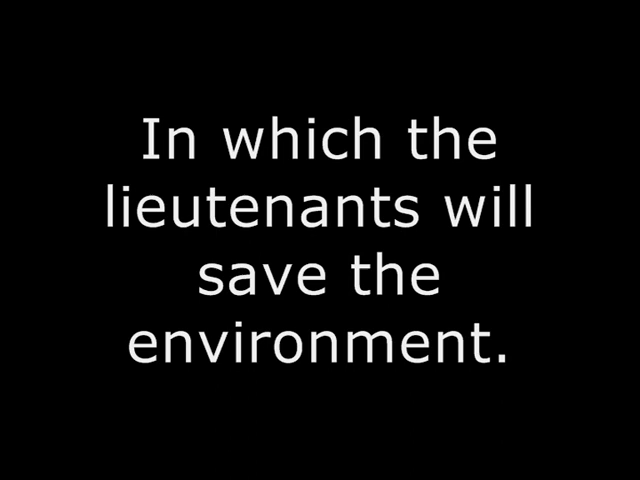 In which the
lieutenants will
save the
environment.